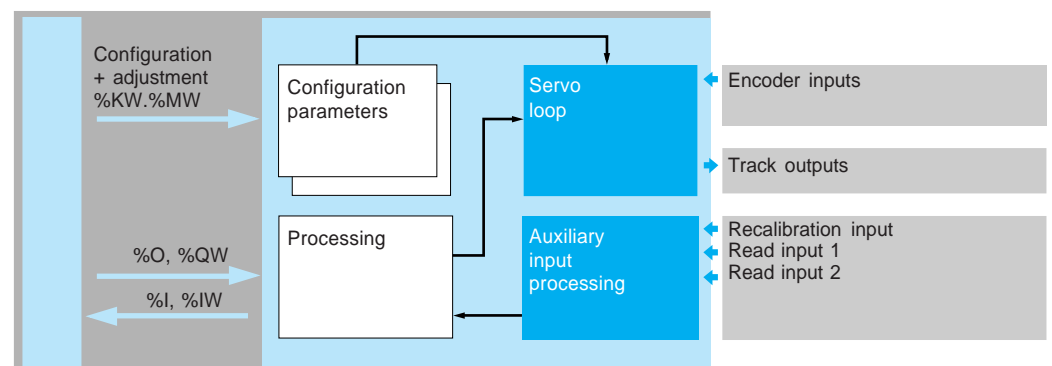 Configuration
+ adjustment
%KW.%MW
%O, %QW
%I, %IW
Configuration
parameters
Processing
Servo
loop
Auxiliary
input
processing
Encoder inputs
Track outputs
Recalibration input
Read input 1
Read input 2